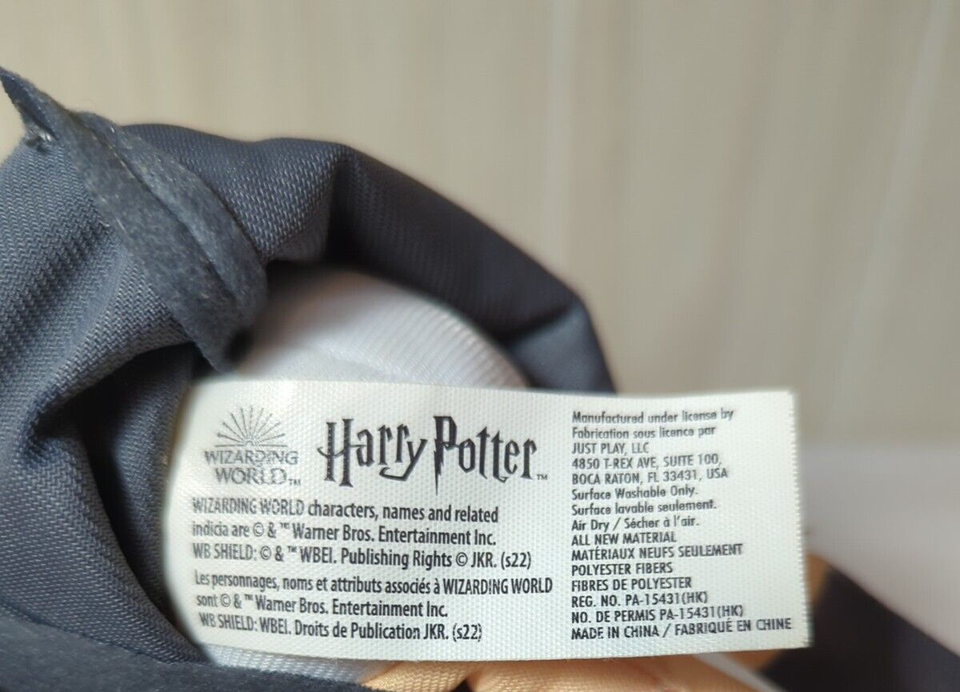 WIZARDING
WORLD™
Harry Potter™
WIZARDING WORLD characters, names and related
indicia are © & ™ Warner Bros. Entertainment Inc.
WB SHIELD: © & ™ WBEI. Publishing Rights © JKR. (s22)
Les personnages, noms et attributs associés à WIZARDING WORLD
sont © & ™ Warner Bros. Entertainment Inc.
WB SHIELD: WBEI. Droits de Publication JKR. (s22)
Manufactured under license by
Fabrication sous licence par
JUST PLAY, LLC
4850 T-REX AVE, SUITE 100,
BOCA RATON, FL 33431, USA
Surface Washable Only.
Surface lavable seulement.
Air Dry / Sécher à l'air.
ALL NEW MATERIAL
MATÉRIAUX NEUFS SEULEMENT
POLYESTER FIBERS
FIBRES DE POLYESTER
REG. NO. PA-15431(HK)
NO. DE PERMIS PA-15431(HK)
MADE IN CHINA / FABRIQUÉ EN CHINE